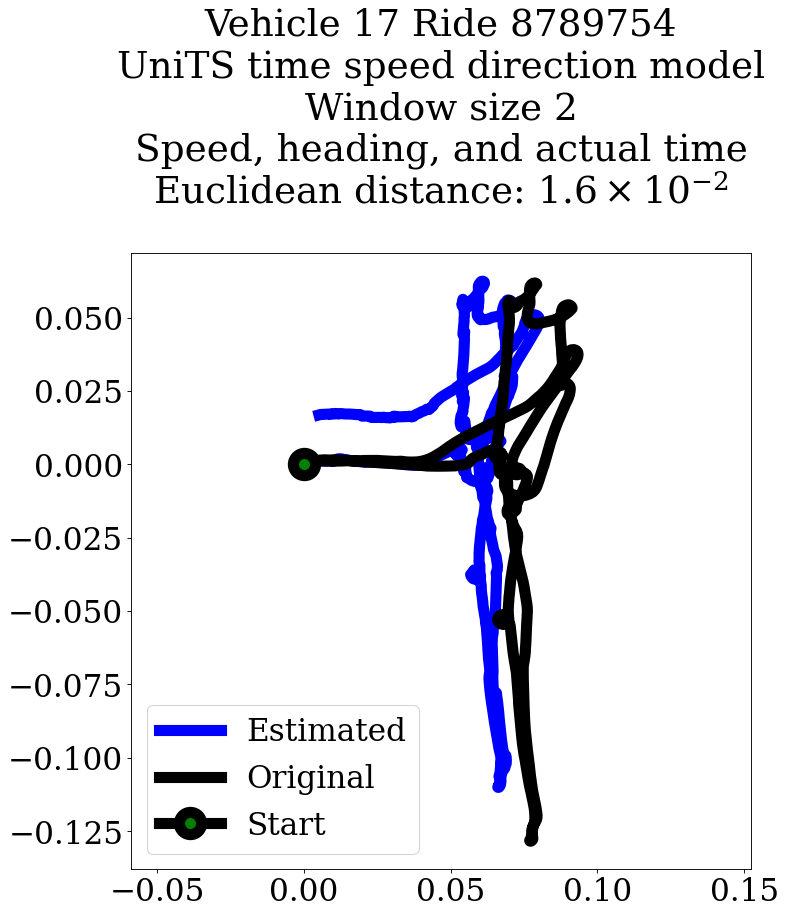 Vehicle 17 Ride 8789754
UniTS time speed direction model
Window size 2
Speed, heading, and actual time
Euclidean distance: 1.6 × 10⁻²
0.050
0.025
0.000
−0.025
−0.050
−0.075
−0.100
−0.125
Estimated
Original
Start
−0.05 0.00 0.05 0.10 0.15